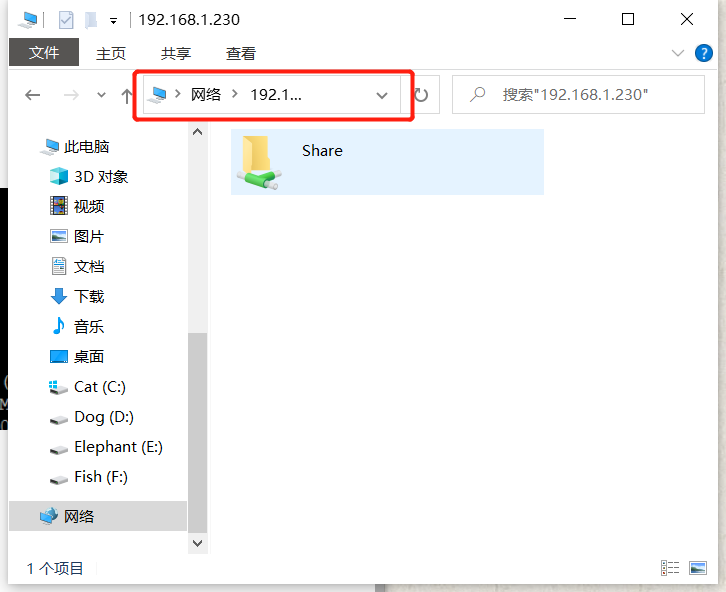 192.168.1.230
文件 主页 共享 查看
网络 192.1... 搜索"192.168.1.230"
此电脑
3D 对象
视频
图片
文档
下载
音乐
桌面
Cat (C:)
Dog (D:)
Elephant (E:)
Fish (F:)
网络
Share
1 个项目